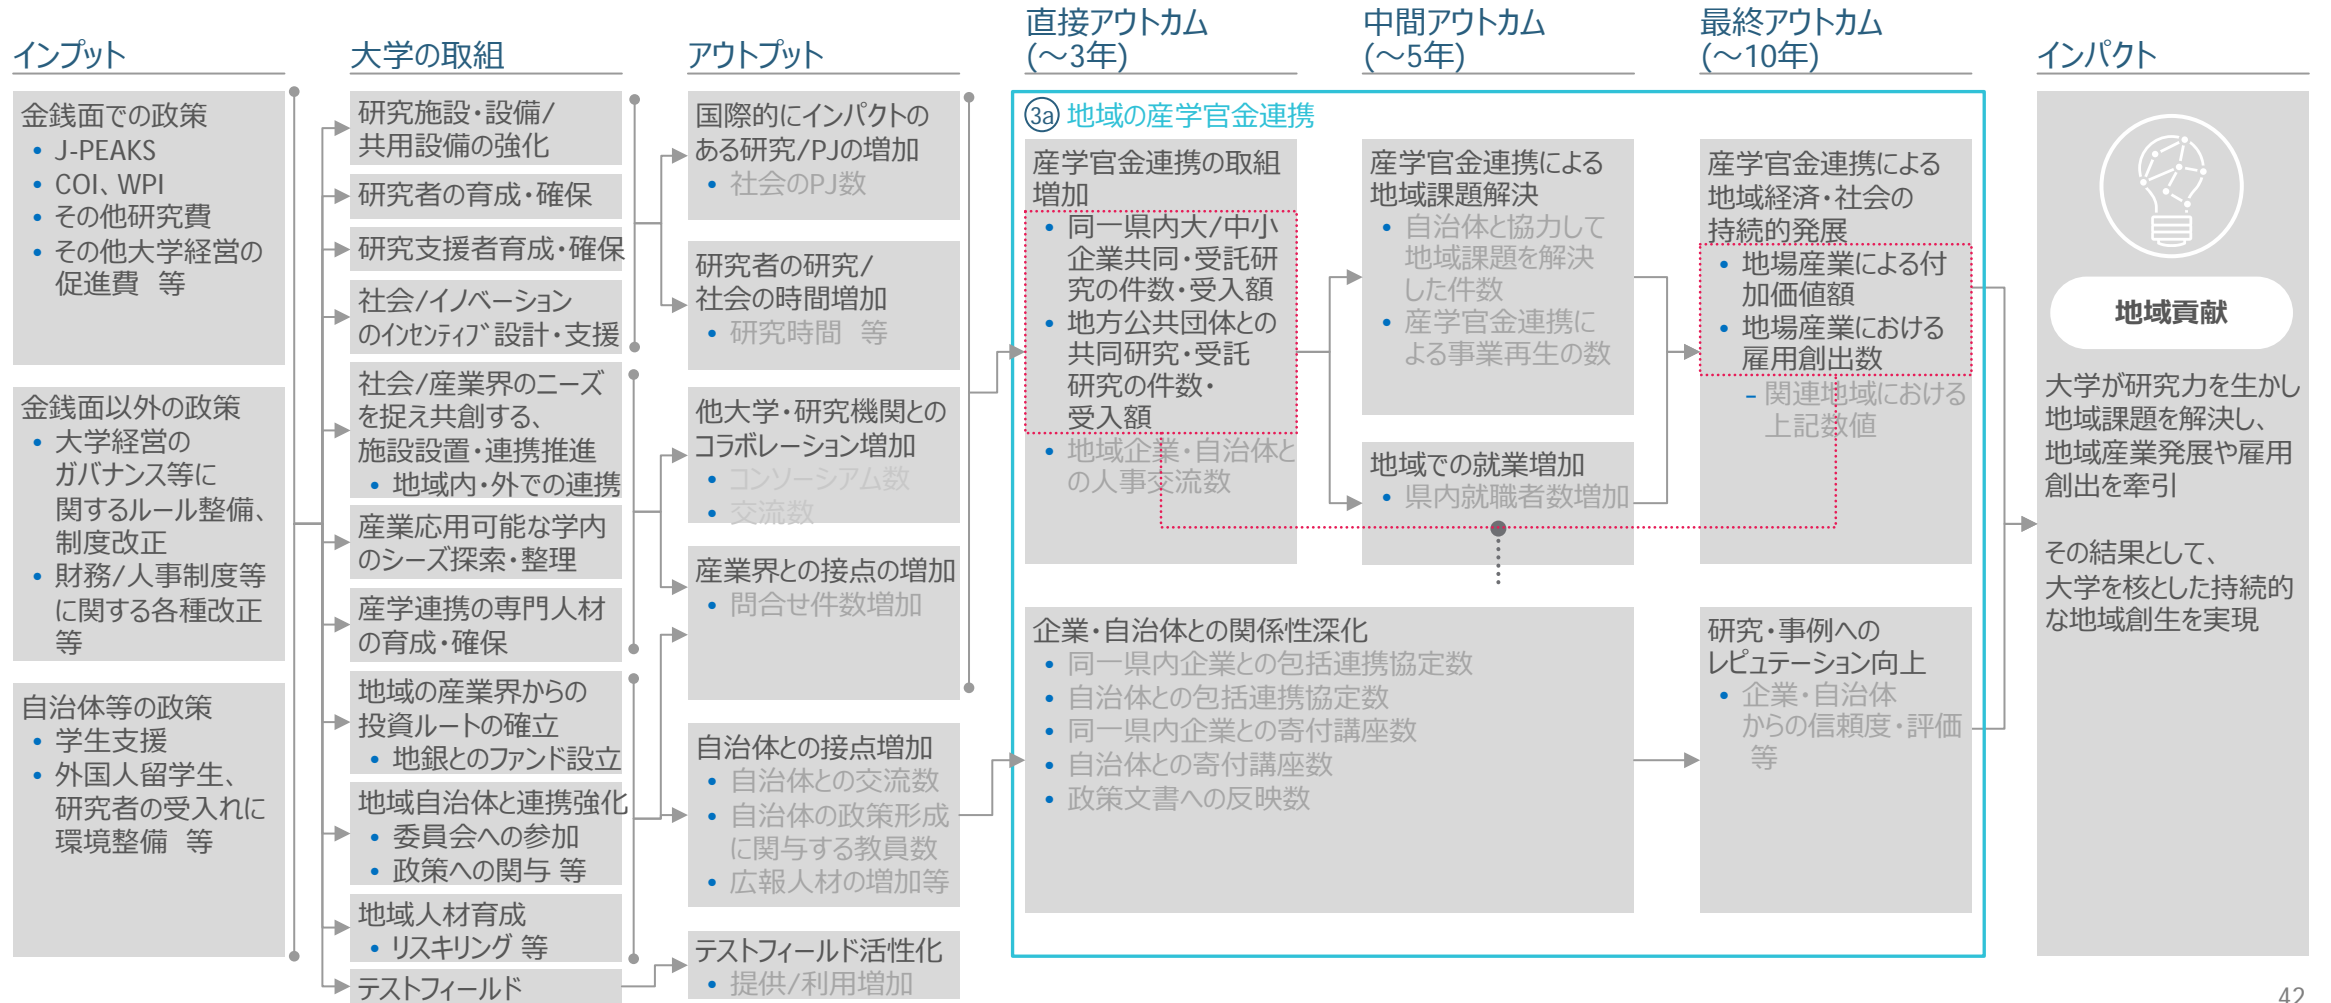 インプット
金銭面での政策
• J-PEAKS
• COI、WPI
• その他研究費
• その他大学経営の
促進費 等
金銭面以外の政策
• 大学経営の
ガバナンス等に
関するルール整備、
制度改正
• 財務/人事制度等
に関する各種改正
等
自治体等の政策
• 学生支援
• 外国人留学生、
研究者の受入れに
環境整備 等
大学の取組
研究施設・設備/
共用設備の強化
研究者の育成・確保
研究支援者育成・確保
社会/イノベーション
のインセンティブ設計・支援
社会/産業界のニーズ
を捉え共創する、
施設設置・連携推進
• 地域内・外での連携
産業応用可能な学内
のシーズ探索・整理
産学連携の専門人材
の育成・確保
地域の産業界からの
投資ルートの確立
• 地銀とのファンド設立
地域自治体と連携強化
• 委員会への参加
• 政策への関与 等
地域人材育成
• リスキリング 等
テストフィールド
アウトプット
国際的にインパクトの
ある研究/PJの増加
• 社会のPJ数
研究者の研究/
社会の時間増加
• 研究時間 等
他大学・研究機関との
コラボレーション増加
• コンソーシアム数
• 交流数
産業界との接点の増加
• 問合せ件数増加
自治体との接点増加
• 自治体との交流数
• 自治体の政策形成
に関与する教員数
• 広報人材の増加等
テストフィールド活性化
• 提供/利用増加
直接アウトカム
(～3年)
中間アウトカム
(～5年)
最終アウトカム
(～10年)
3a 地域の産学官金連携
産学官金連携の取組
増加
• 同一県内大/中小
企業共同・受託研
究の件数・受入額
• 地方公共団体との
共同研究・受託
研究の件数・
受入額
• 地域企業・自治体と
の人事交流数
産学官金連携による
地域課題解決
• 自治体と協力して
地域課題を解決
した件数
• 産学官金連携に
よる事業再生の数
地域での就業増加
• 県内就職者数増加
産学官金連携による
地域経済・社会の
持続的発展
• 地場産業による付
加価値額
• 地場産業における
雇用創出数
– 関連地域における
上記数値
企業・自治体との関係性深化
• 同一県内企業との包括連携協定数
• 自治体との包括連携協定数
• 同一県内企業との寄付講座数
• 自治体との寄付講座数
• 政策文書への反映数
研究・事例への
レピュテーション向上
• 企業・自治体
からの信頼度・評価
等
インパクト
地域貢献
大学が研究力を生かし
地域課題を解決し、
地域産業発展や雇用
創出を牽引
その結果として、
大学を核とした持続的
な地域創生を実現
42